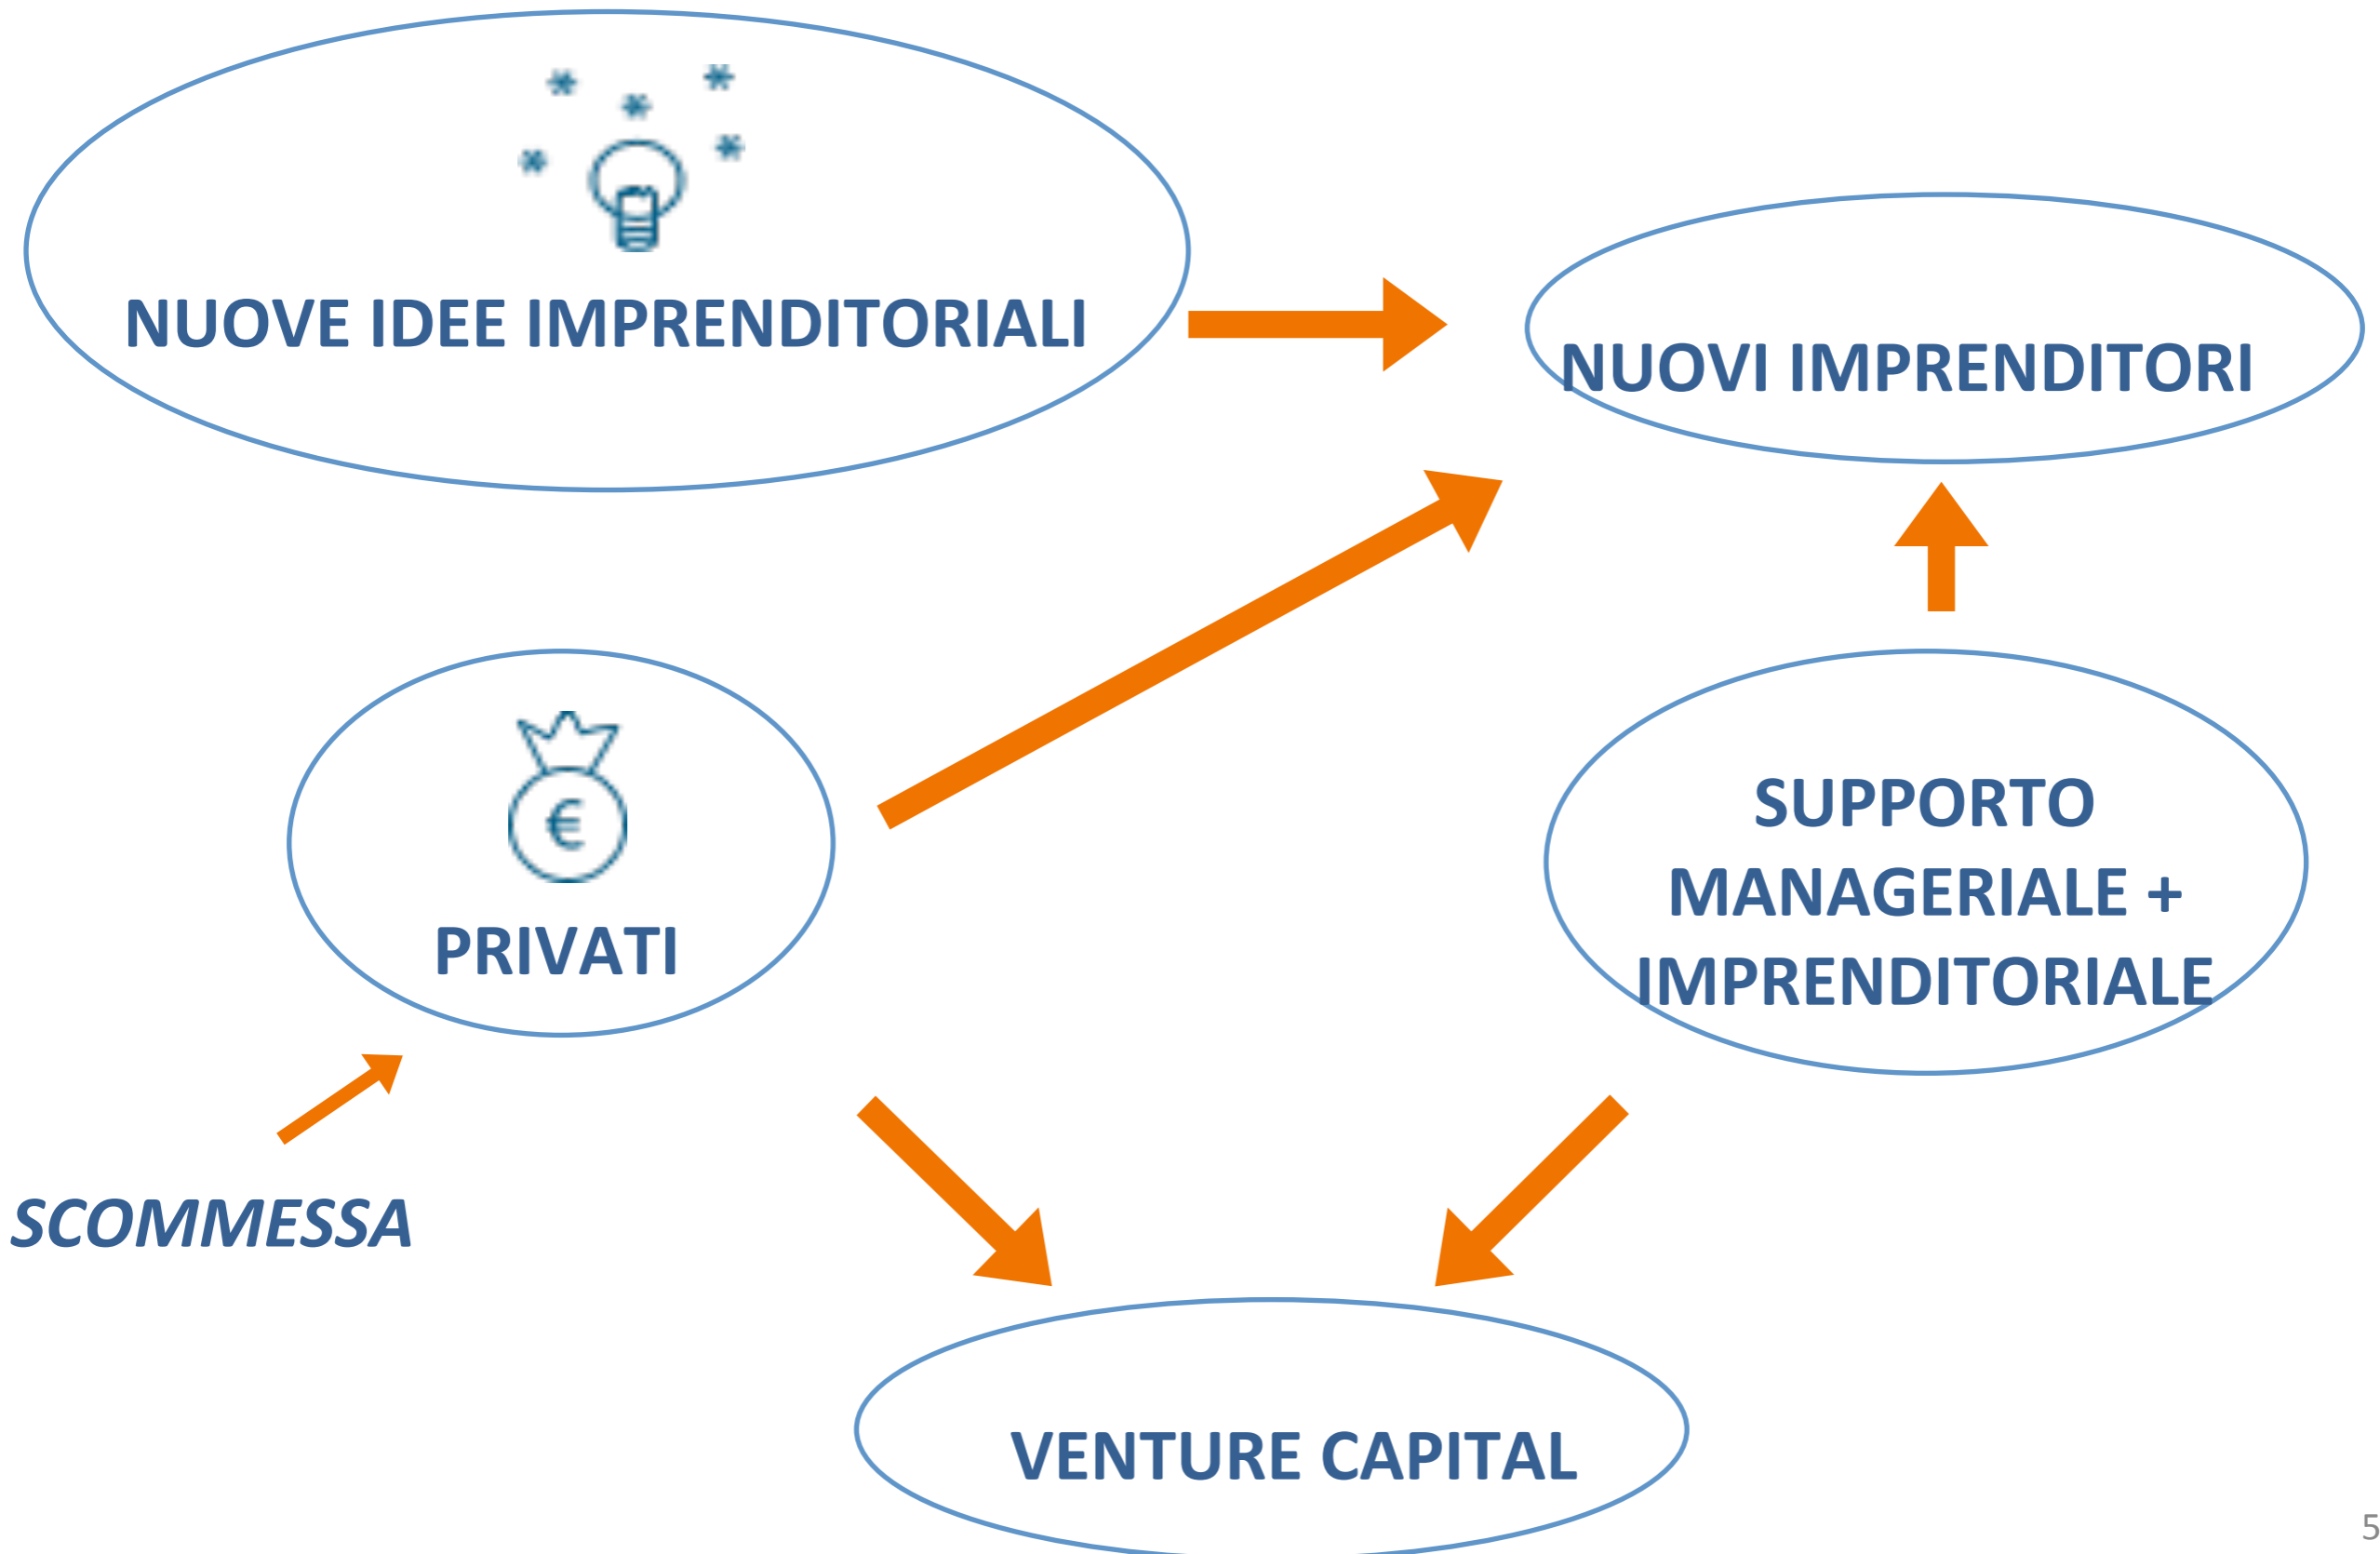 NUOVE IDEE IMPRENDITORIALI
NUOVI IMPRENDITORI
€
PRIVATI
SUPPORTO
MANAGERIALE +
IMPRENDITORIALE
SCOMMESSA
VENTURE CAPITAL
5